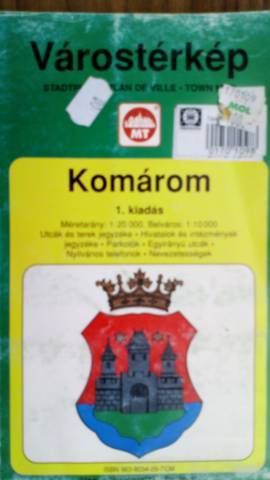 Várostérkép
PLAN DE VILLE • TOWN
MT
MOL
Komárom
1. kiadás
Méretarány: 1:20 000, Belváros: 1:10 000
Utcák és terek jegyzéke • Hivatalok és intézmények
jegyzéke • Parkolók • Egyirányú utcák •
Nyilvános telefonok • Nevezetességek